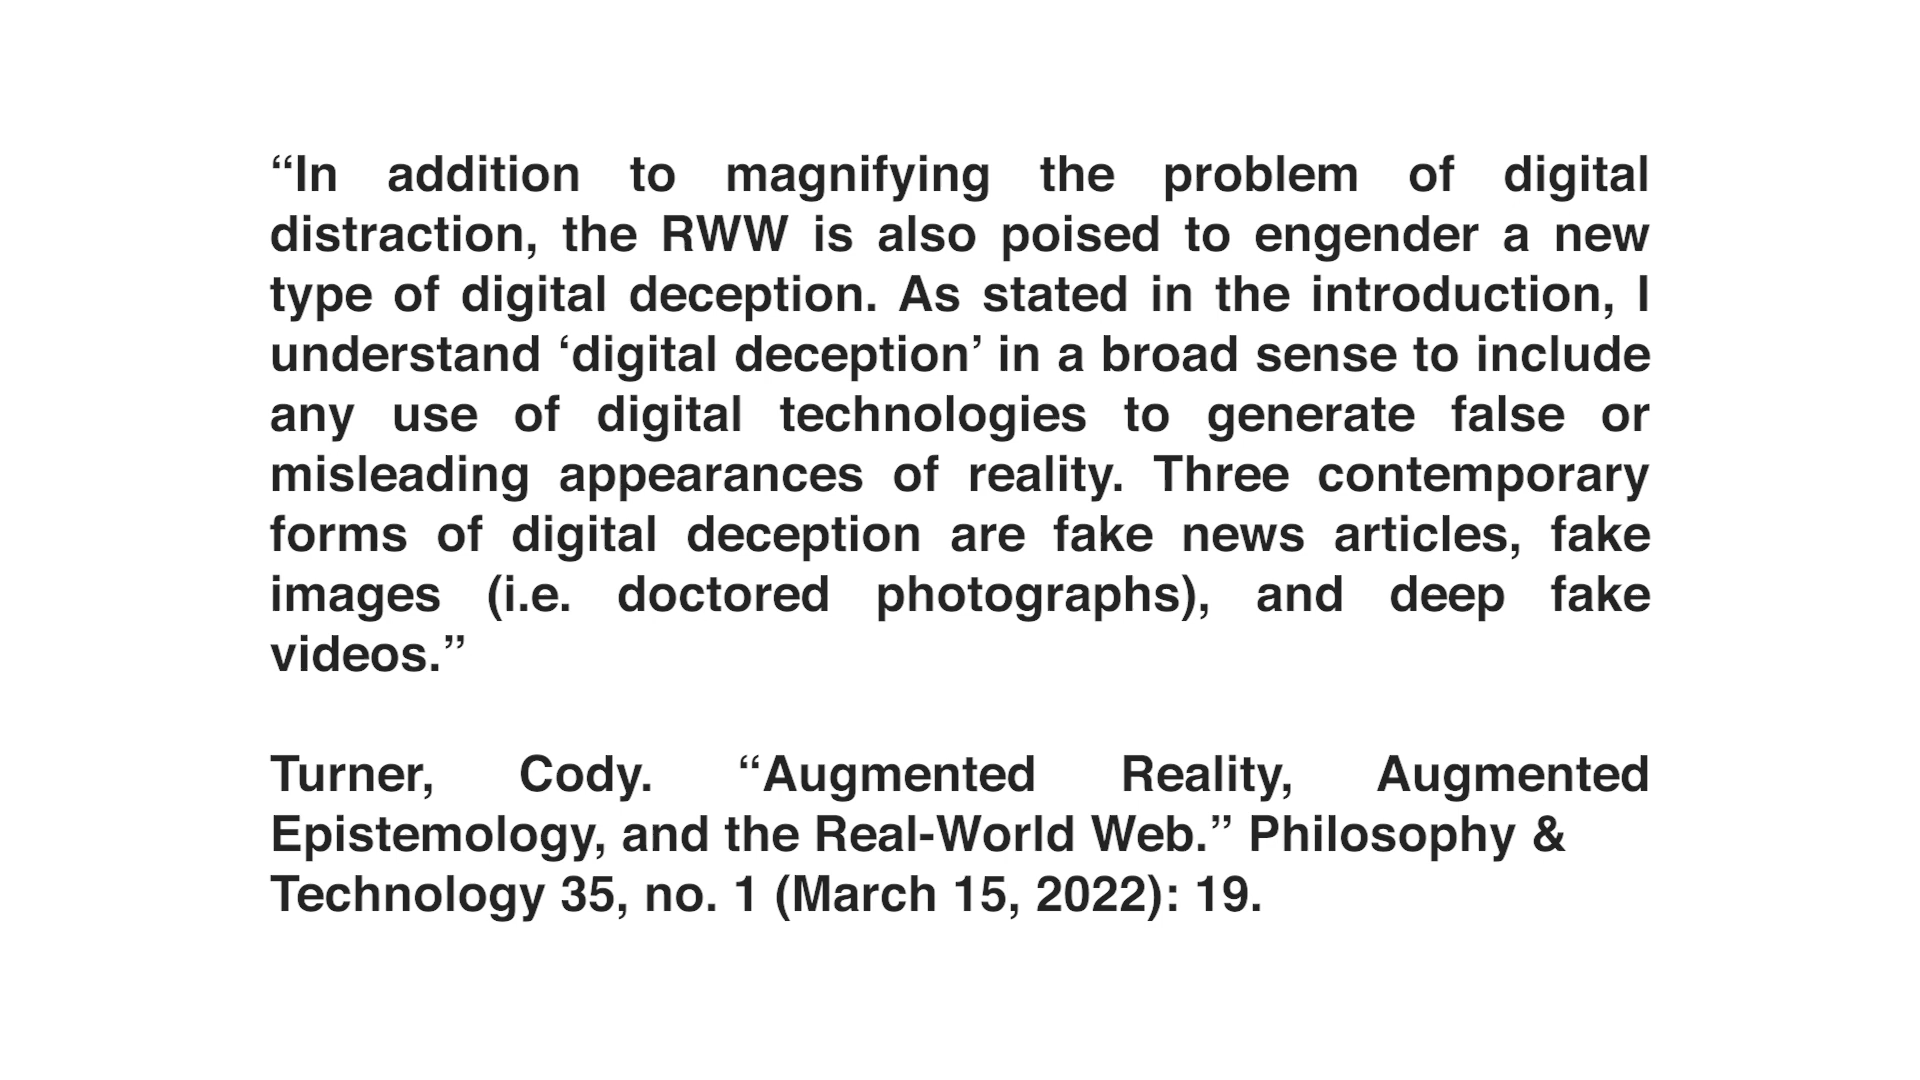 “In addition to magnifying the problem of digital
distraction, the RWW is also poised to engender a new
type of digital deception. As stated in the introduction, I
understand ‘digital deception’ in a broad sense to include
any use of digital technologies to generate false or
misleading appearances of reality. Three contemporary
forms of digital deception are fake news articles, fake
images (i.e. doctored photographs), and deep fake
videos.”
Turner, Cody. “Augmented Reality, Augmented
Epistemology, and the Real-World Web.” Philosophy &
Technology 35, no. 1 (March 15, 2022): 19.